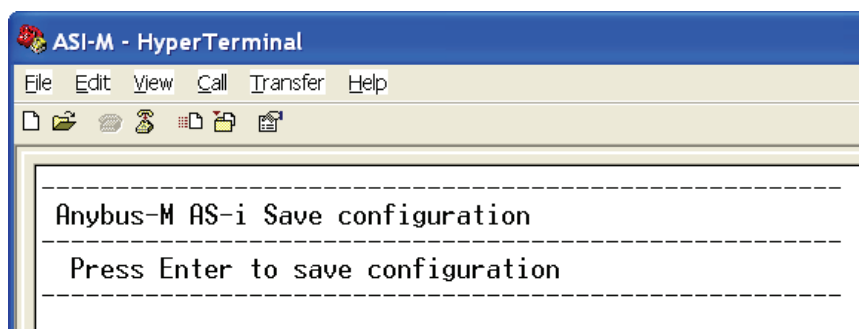 ASI-M - HyperTerminal
File Edit View Call Transfer Help
--------------------------------------------------------
Anybus-M AS-i Save configuration
--------------------------------------------------------
Press Enter to save configuration
--------------------------------------------------------